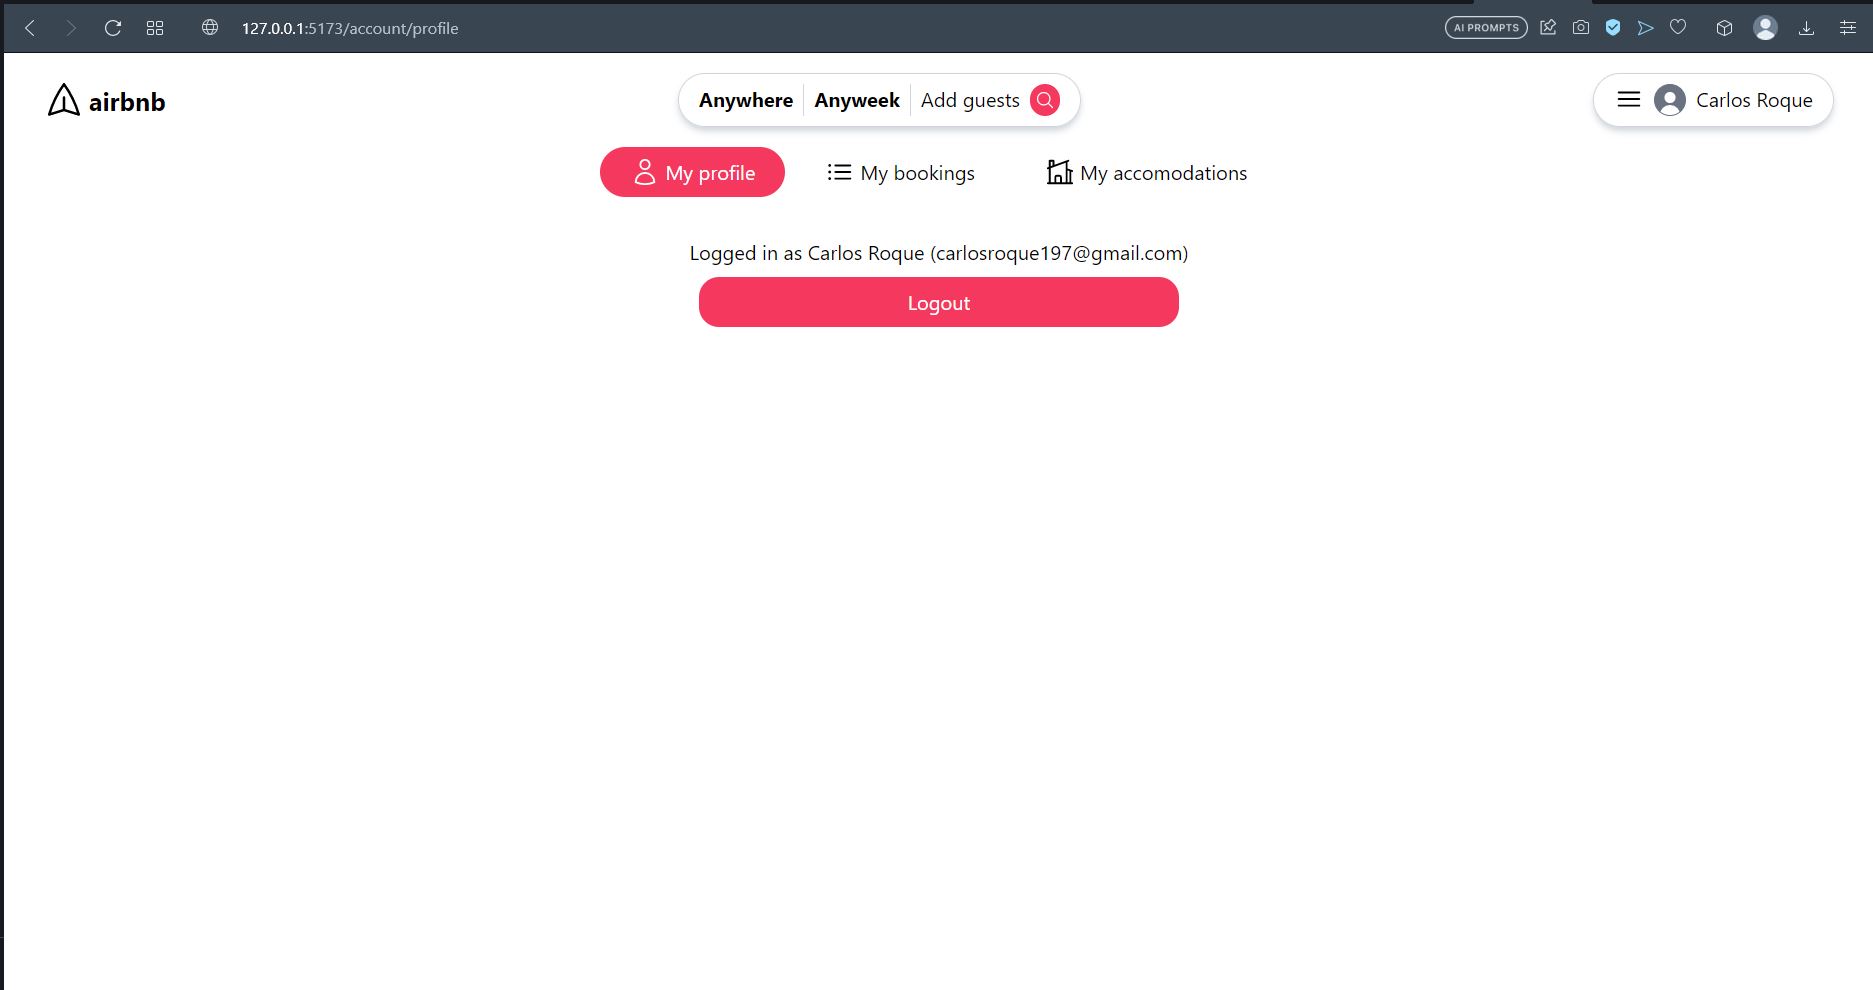 127.0.0.1:5173/account/profile
AI PROMPTS
airbnb
Anywhere
Anyweek
Add guests
Carlos Roque
My profile
My bookings
My accomodations
Logged in as Carlos Roque (carlosroque197@gmail.com)
Logout